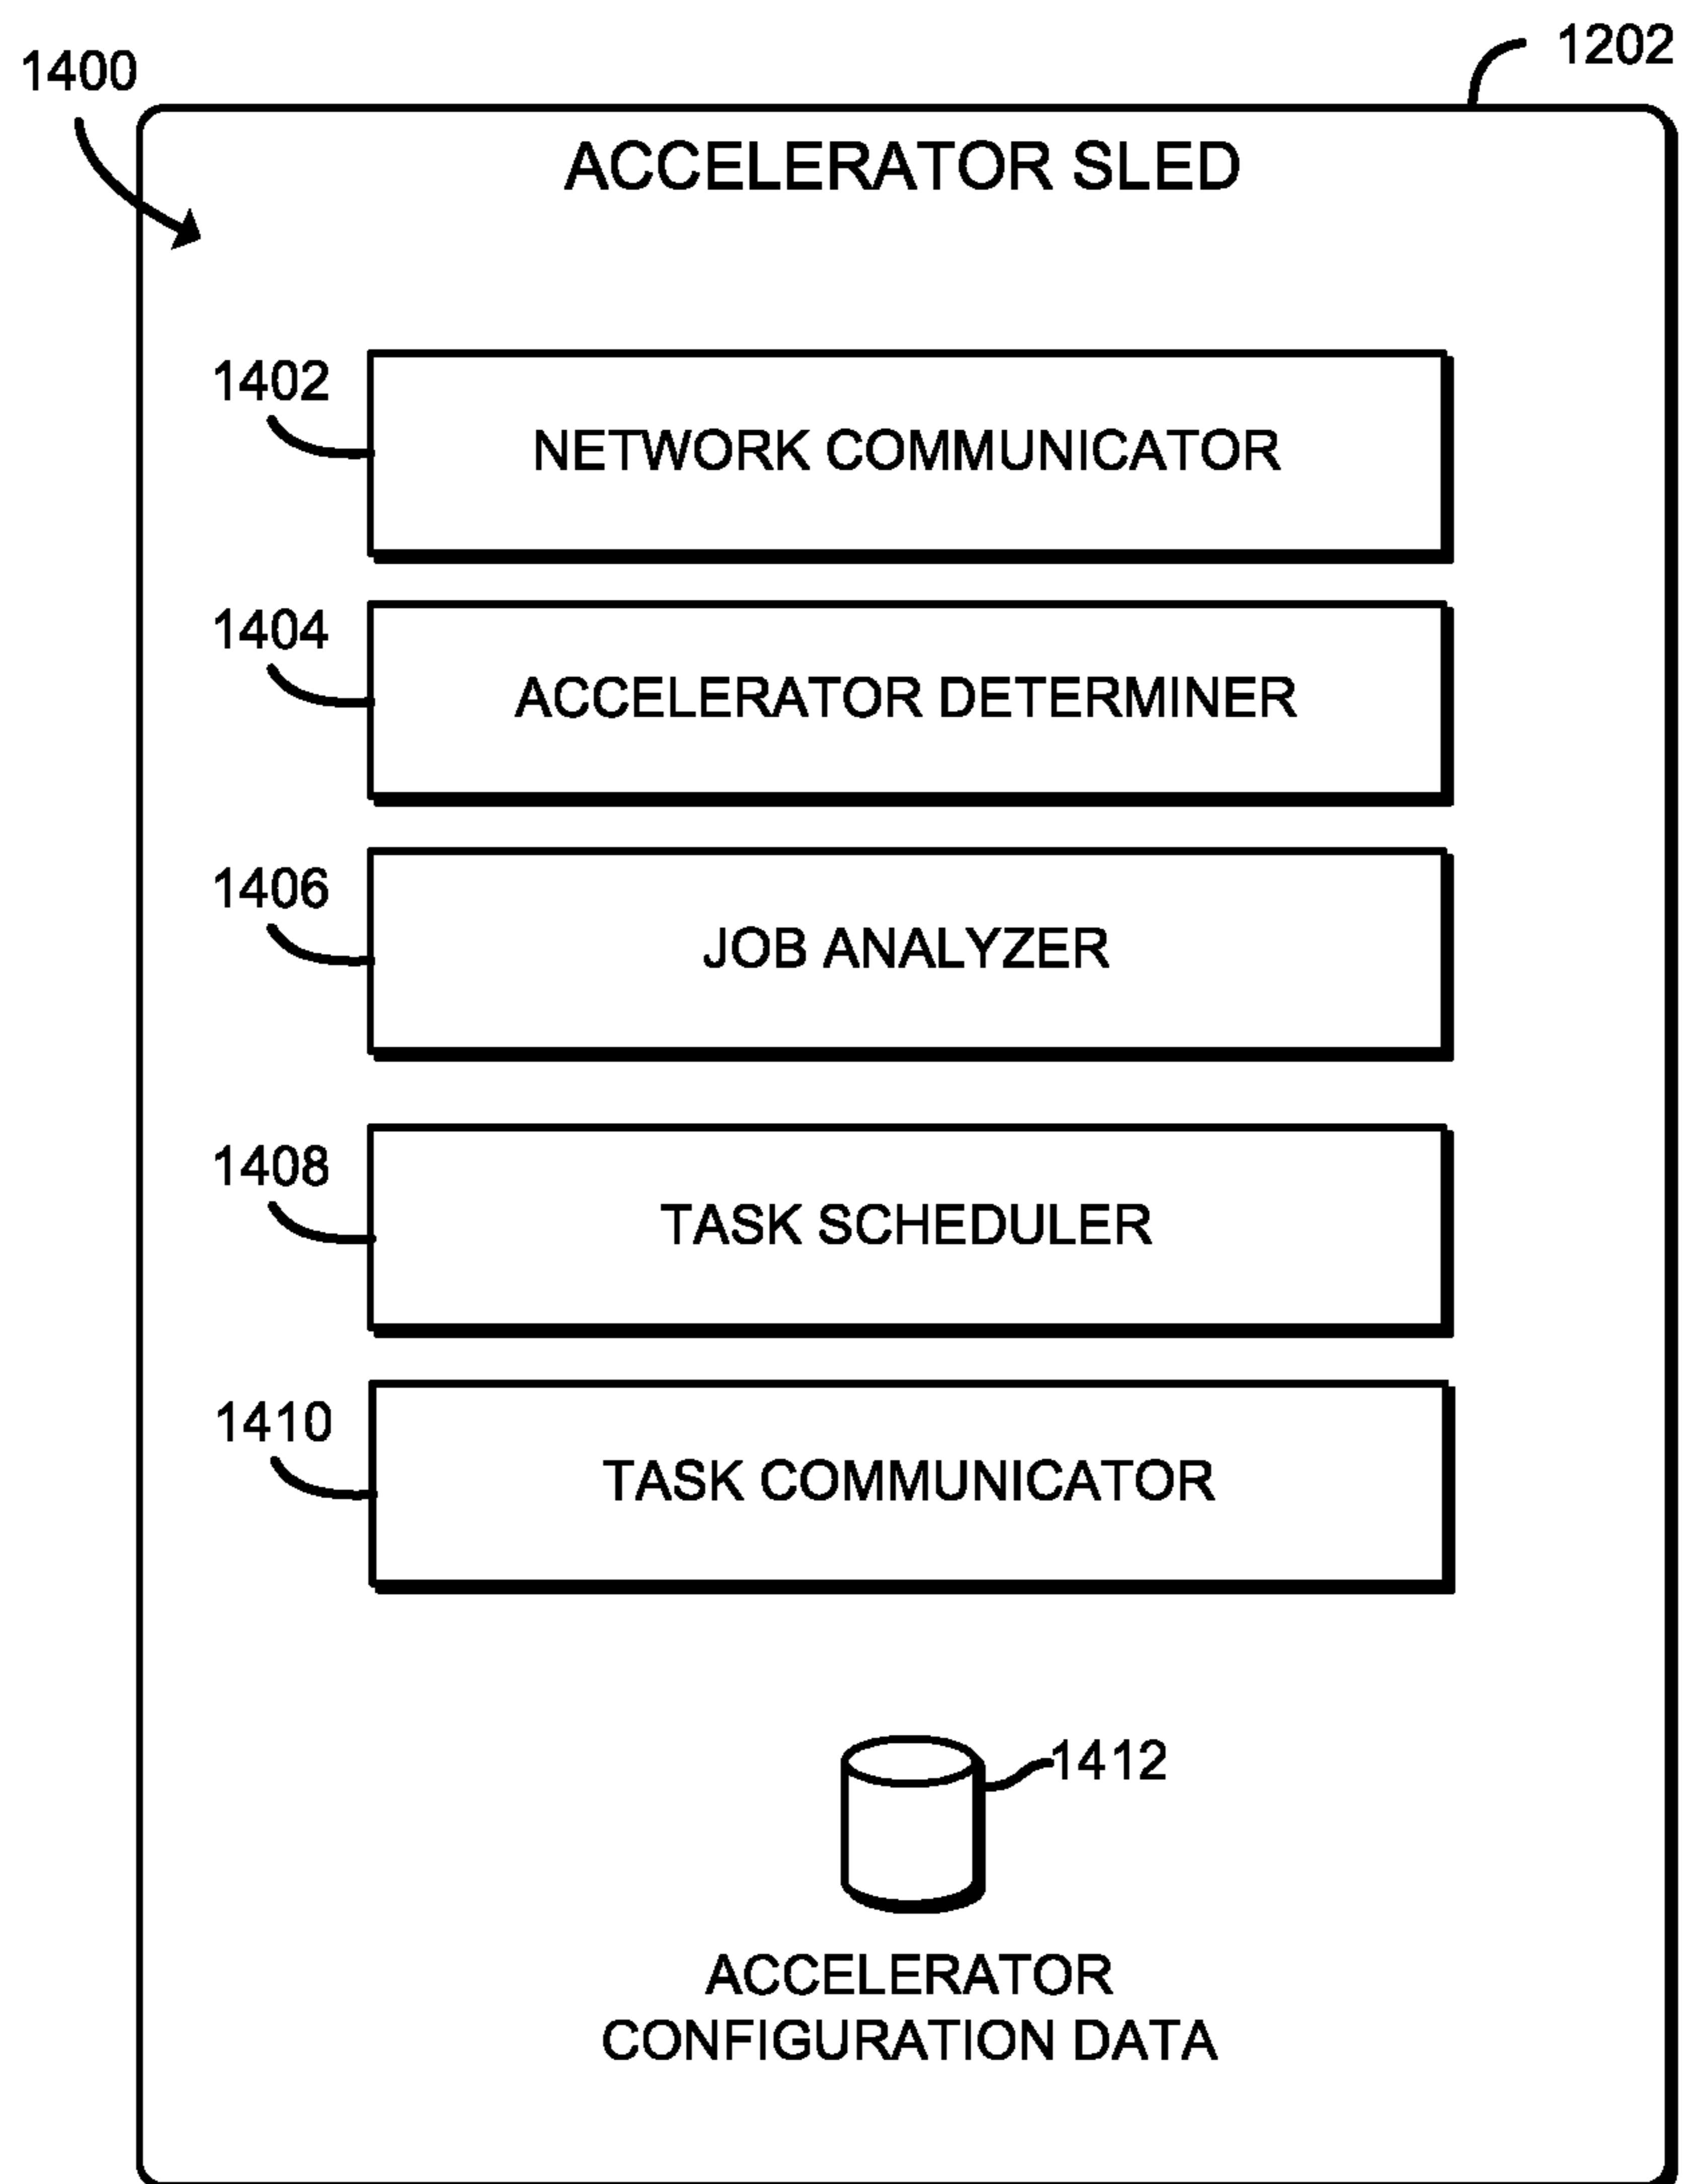 1202
1400
ACCELERATOR SLED
1402
NETWORK COMMUNICATOR
1404
ACCELERATOR DETERMINER
1406
JOB ANALYZER
1408
TASK SCHEDULER
1410
TASK COMMUNICATOR
1412
ACCELERATOR
CONFIGURATION DATA